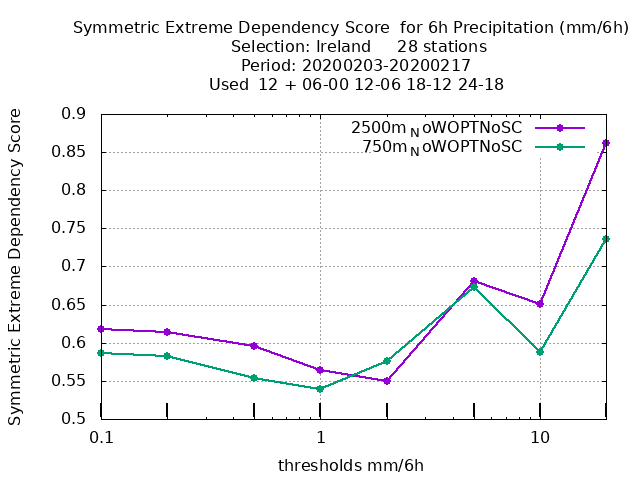 Symmetric Extreme Dependency Score  for 6h Precipitation (mm/6h)
Selection: Ireland     28 stations
Period: 20200203-20200217
Used  12 + 06-00 12-06 18-12 24-18
Symmetric Extreme Dependency Score
0.9
0.85
0.8
0.75
0.7
0.65
0.6
0.55
0.5
2500m_NoWOPTNoSC
750m_NoWOPTNoSC
0.1 1 10
thresholds mm/6h